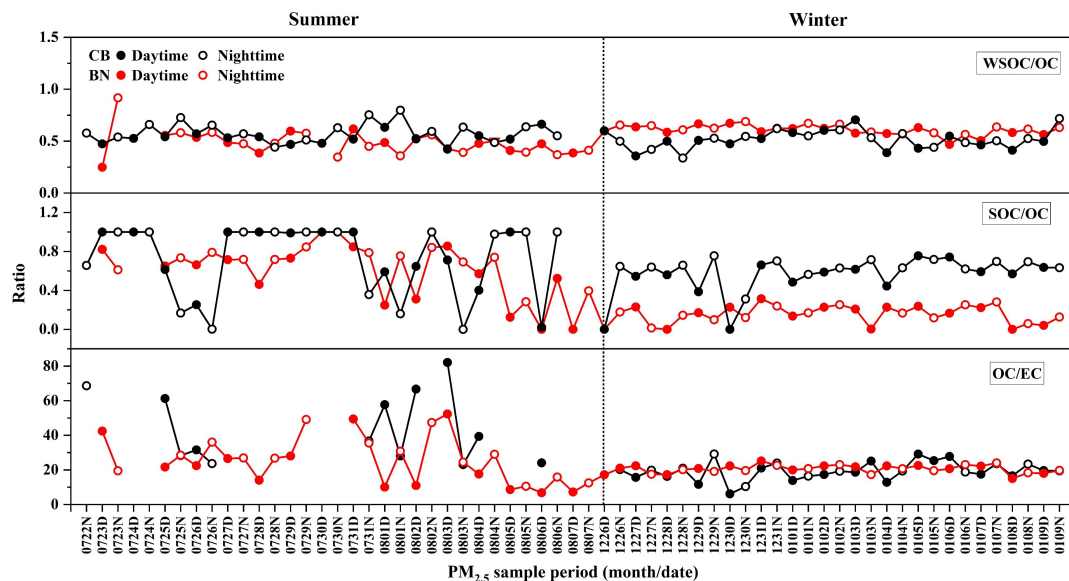 Summer Winter
1.5
CB Daytime Nighttime
BN Daytime Nighttime
WSOC/OC
1.0
0.5
0.0
1.2
SOC/OC
0.8
0.4
0.0
Ratio
80
OC/EC
60
40
20
0
0722N 0723D 0723N 0724D 0724N 0725D 0725N 0726D 0726N 0727D 0727N 0728D 0728N 0729D 0729N 0730D 0730N 0731D 0731N 0801D 0801N 0802D 0802N 0803D 0803N 0804D 0804N 0805D 0805N 0806D 0806N 0807D 0807N 1226D 1226N 1227D 1227N 1228D 1228N 1229D 1229N 1230D 1230N 1231D 1231N 0101D 0101N 0102D 0102N 0103D 0103N 0104D 0104N 0105D 0105N 0106D 0106N 0107D 0107N 0108D 0108N 0109D 0109N
PM2.5 sample period (month/date)